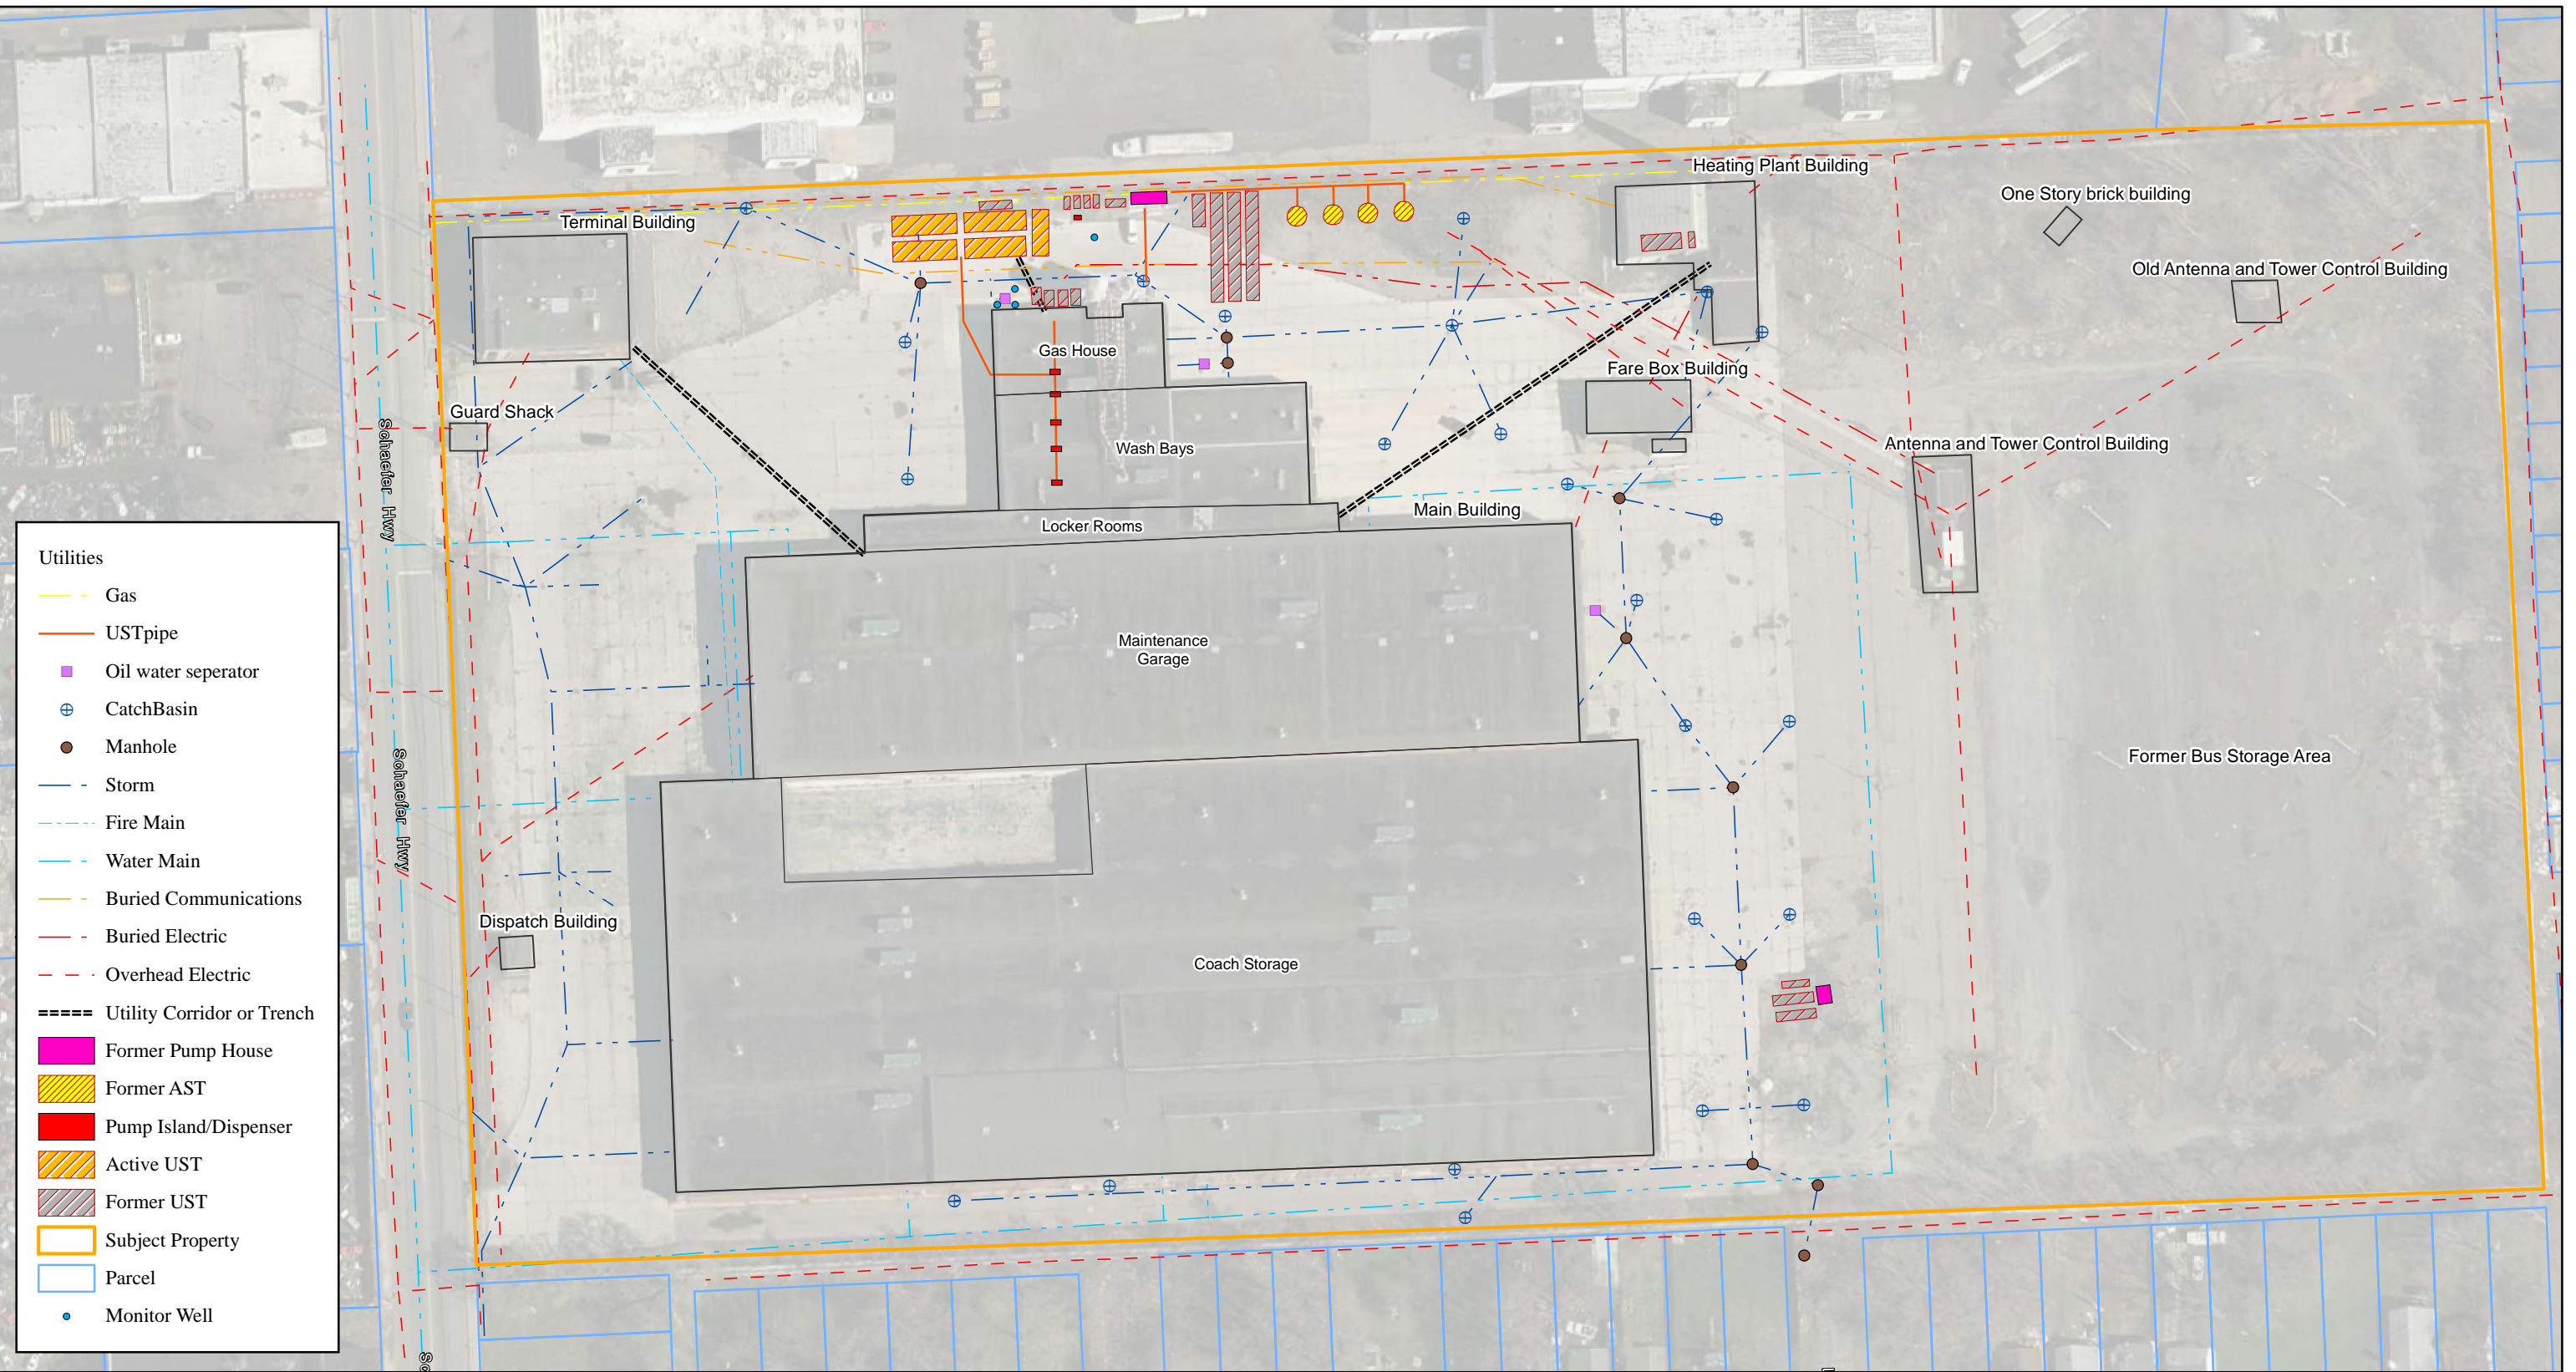 Heating Plant Building
One Story brick building
Terminal Building
Old Antenna and Tower Control Building
Gas House
Fare Box Building
Guard Shack
Schaefer Hwy
Wash Bays
Antenna and Tower Control Building
Main Building
Locker Rooms
Maintenance
Garage
Schaefer Hwy
Former Bus Storage Area
Dispatch Building
Coach Storage
Utilities
Gas
USTpipe
Oil water seperator
CatchBasin
Manhole
Storm
Fire Main
Water Main
Buried Communications
Buried Electric
Overhead Electric
Utility Corridor or Trench
Former Pump House
Former AST
Pump Island/Dispenser
Active UST
Former UST
Subject Property
Parcel
Monitor Well